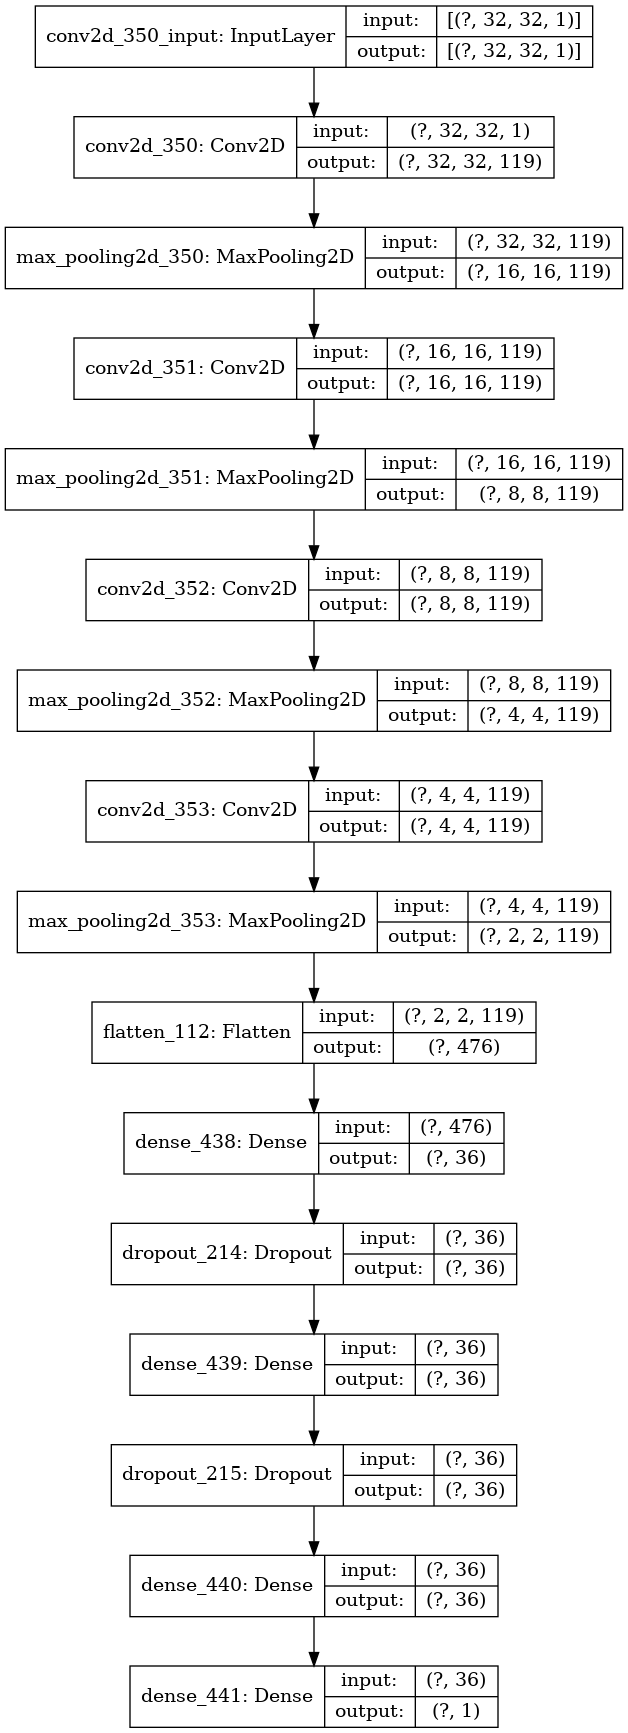 conv2d_350_input: InputLayer
input: [(?, 32, 32, 1)]
output: [(?, 32, 32, 1)]
conv2d_350: Conv2D
input: (?, 32, 32, 1)
output: (?, 32, 32, 119)
max_pooling2d_350: MaxPooling2D
input: (?, 32, 32, 119)
output: (?, 16, 16, 119)
conv2d_351: Conv2D
input: (?, 16, 16, 119)
output: (?, 16, 16, 119)
max_pooling2d_351: MaxPooling2D
input: (?, 16, 16, 119)
output: (?, 8, 8, 119)
conv2d_352: Conv2D
input: (?, 8, 8, 119)
output: (?, 8, 8, 119)
max_pooling2d_352: MaxPooling2D
input: (?, 8, 8, 119)
output: (?, 4, 4, 119)
conv2d_353: Conv2D
input: (?, 4, 4, 119)
output: (?, 4, 4, 119)
max_pooling2d_353: MaxPooling2D
input: (?, 4, 4, 119)
output: (?, 2, 2, 119)
flatten_112: Flatten
input: (?, 2, 2, 119)
output: (?, 476)
dense_438: Dense
input: (?, 476)
output: (?, 36)
dropout_214: Dropout
input: (?, 36)
output: (?, 36)
dense_439: Dense
input: (?, 36)
output: (?, 36)
dropout_215: Dropout
input: (?, 36)
output: (?, 36)
dense_440: Dense
input: (?, 36)
output: (?, 36)
dense_441: Dense
input: (?, 36)
output: (?, 1)